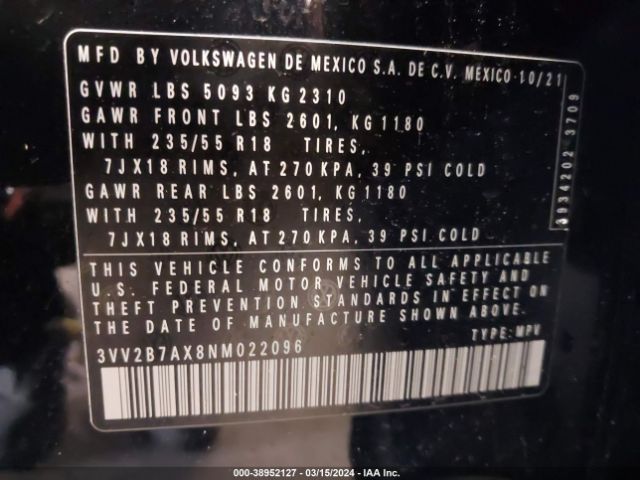 MFD BY VOLKSWAGEN DE MEXICO S.A. DE C.V. MEXICO 10/21
GVWR LBS 5093 KG 2310
GAWR FRONT LBS 2601, KG 1180
WITH 235/55 R18 TIRES,
7JX18 RIMS, AT 270 KPA, 39 PSI COLD
GAWR REAR LBS 2601, KG 1180
WITH 235/55 R18 TIRES,
7JX18 RIMS, AT 270 KPA, 39 PSI COLD
THIS VEHICLE CONFORMS TO ALL APPLICABLE
U.S. FEDERAL MOTOR VEHICLE SAFETY AND
THEFT PREVENTION STANDARDS IN EFFECT ON
THE DATE OF MANUFACTURE SHOWN ABOVE.
3VV2B7AX8NM022096 TYPE: MPV
3709
000-38952127 - 03/15/2024 - IAA Inc.